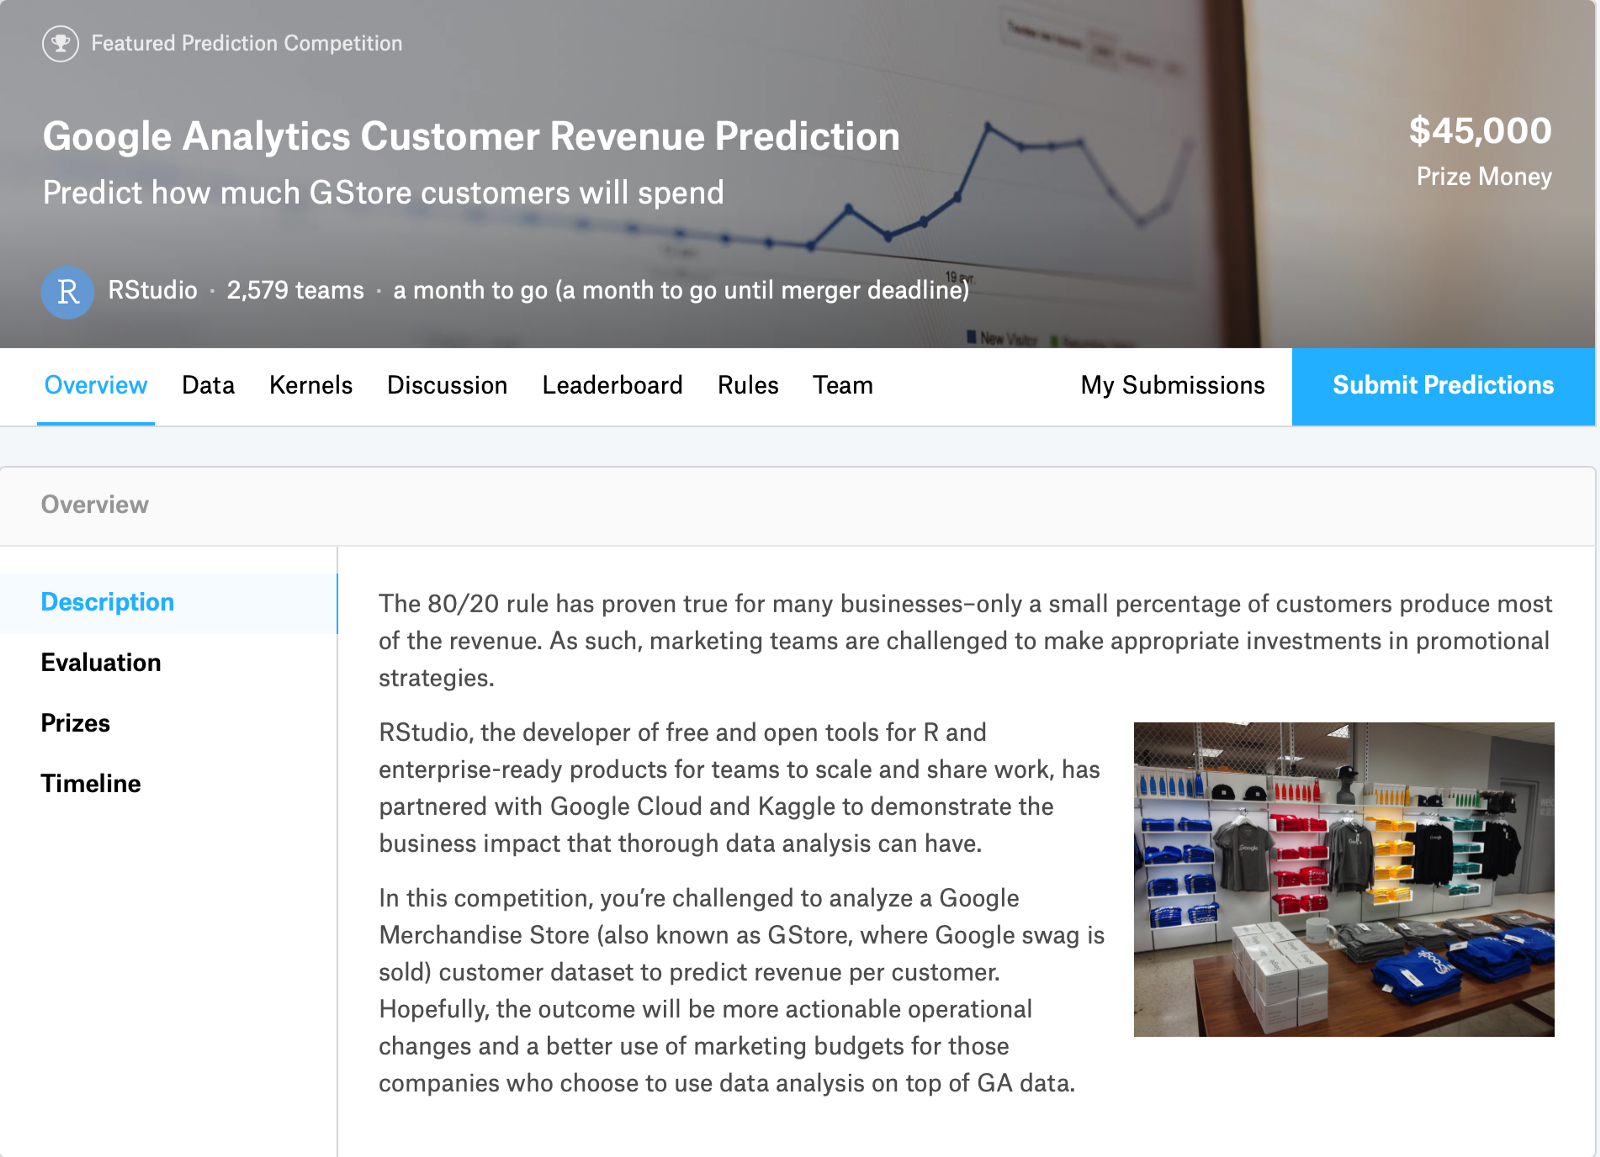 Featured Prediction Competition
Google Analytics Customer Revenue Prediction
$45,000
Predict how much GStore customers will spend
Prize Money
19 avr.
R RStudio · 2,579 teams · a month to go (a month to go until merger deadline)
New Visitor
Overview Data Kernels Discussion Leaderboard Rules Team My Submissions Submit Predictions
Overview
Description
Evaluation
Prizes
Timeline
The 80/20 rule has proven true for many businesses–only a small percentage of customers produce most
of the revenue. As such, marketing teams are challenged to make appropriate investments in promotional
strategies.
RStudio, the developer of free and open tools for R and
enterprise-ready products for teams to scale and share work, has
partnered with Google Cloud and Kaggle to demonstrate the
business impact that thorough data analysis can have.
In this competition, you’re challenged to analyze a Google
Merchandise Store (also known as GStore, where Google swag is
sold) customer dataset to predict revenue per customer.
Hopefully, the outcome will be more actionable operational
changes and a better use of marketing budgets for those
companies who choose to use data analysis on top of GA data.
Google
Google